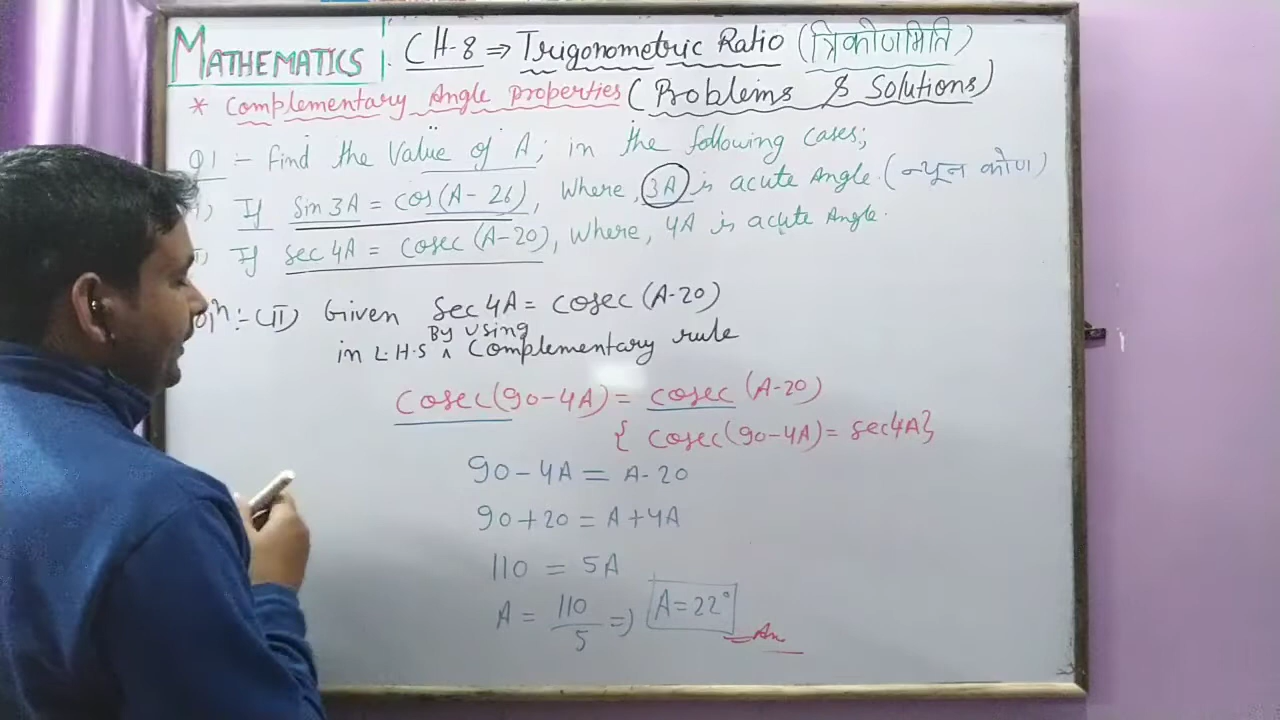 MATHEMATICS CH-8 ⇒ Trigonometric Ratio (त्रिकोणमिति)
* Complementary Angle properties (Problems & Solutions)
Q1 :- Find the Value of A; in the following cases;
If sin 3A = cos(A-26), Where, 3A is acute Angle. (न्यून कोण)
If sec 4A = cosec (A-20), Where, 4A is acute Angle.
:- (II) Given sec 4A = cosec (A-20)
in L.H.S By using Complementary rule
cosec(90-4A) = cosec (A-20)
{ cosec(90-4A) = sec4A}
90-4A = A-20
90+20 = A+4A
110 = 5A
A = 110/5 => A = 22° An